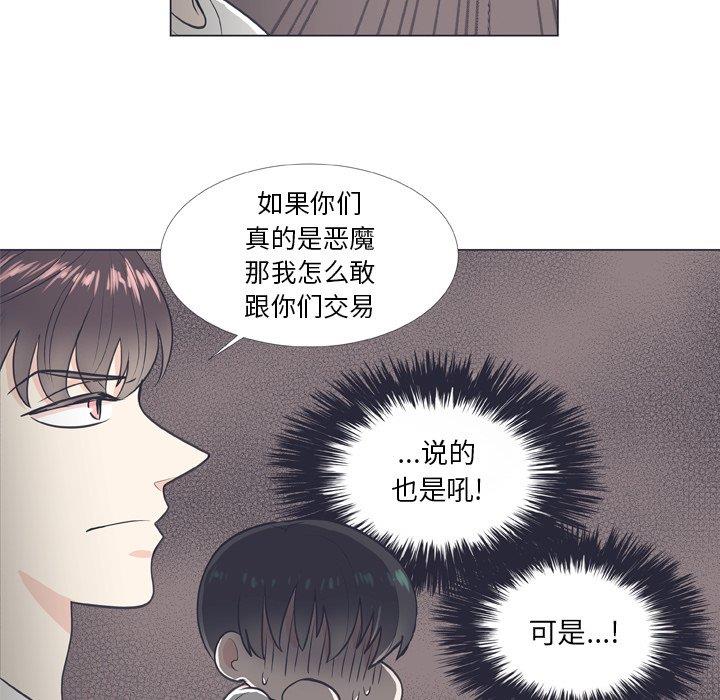 如果你们
真的是恶魔
那我怎么敢
跟你们交易
...说的
也是吼!
可是...!